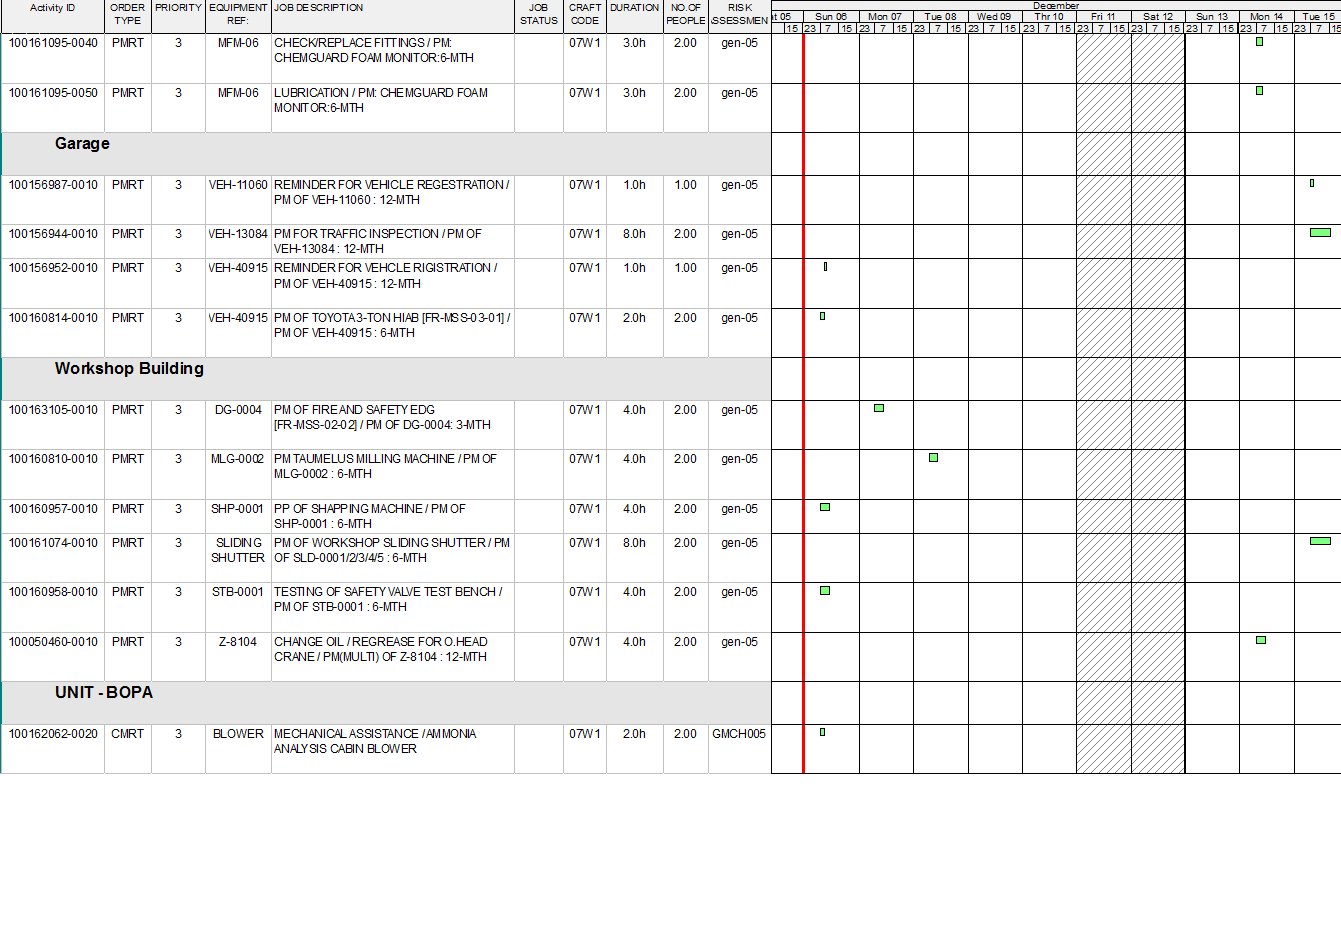 December
Activity ID ORDER TYPE PRIORITY EQUIPMENT REF: JOB DESCRIPTION JOB STATUS CRAFT CODE DURATION NO.OF PEOPLE RISK ASSESSMEN
t 05 Sun 06 Mon 07 Tue 08 Wed 09 Thr 10 Fri 11 Sat 12 Sun 13 Mon 14 Tue 15
15 23 7 15 23 7 15 23 7 15 23 7 15 23 7 15 23 7 15 23 7 15 23 7 15 23 7 15 23 7 15
100161095-0040 PMRT 3 MFM-06 CHECK/REPLACE FITTINGS / PM: 07W1 3.0h 2.00 gen-05
CHEMGUARD FOAM MONITOR:6-MTH
100161095-0050 PMRT 3 MFM-06 LUBRICATION / PM: CHEMGUARD FOAM 07W1 3.0h 2.00 gen-05
MONITOR:6-MTH
Garage
100156987-0010 PMRT 3 VEH-11060 REMINDER FOR VEHICLE REGESTRATION / 07W1 1.0h 1.00 gen-05
PM OF VEH-11060 : 12-MTH
100156944-0010 PMRT 3 VEH-13084 PM FOR TRAFFIC INSPECTION / PM OF 07W1 8.0h 2.00 gen-05
VEH-13084 : 12-MTH
100156952-0010 PMRT 3 VEH-40915 REMINDER FOR VEHCLE RIGISTRATION / 07W1 1.0h 1.00 gen-05
PM OF VEH-40915 : 12-MTH
100160814-0010 PMRT 3 VEH-40915 PM OF TOYOTA 3-TON HIAB [FR-MSS-03-01] / 07W1 2.0h 2.00 gen-05
PM OF VEH-40915 : 6-MTH
Workshop Building
100163105-0010 PMRT 3 DG-0004 PM OF FIRE AND SAFETY EDG 07W1 4.0h 2.00 gen-05
[FR-MSS-02-02] / PM OF DG-0004: 3-MTH
100160810-0010 PMRT 3 MLG-0002 PM TAUMELUS MILLING MACHINE / PM OF 07W1 4.0h 2.00 gen-05
MLG-0002 : 6-MTH
100160957-0010 PMRT 3 SHP-0001 PP OF SHAPPING MACHINE / PM OF 07W1 4.0h 2.00 gen-05
SHP-0001 : 6-MTH
100161074-0010 PMRT 3 SLIDING PM OF WORKSHOP SLIDING SHUTTER / PM 07W1 8.0h 2.00 gen-05
SHUTTER OF SLD-0001/2/3/4/5 : 6-MTH
100160958-0010 PMRT 3 STB-0001 TESTING OF SAFETY VALVE TEST BENCH / 07W1 4.0h 2.00 gen-05
PM OF STB-0001 : 6-MTH
100050460-0010 PMRT 3 Z-8104 CHANGE OIL / REGREASE FOR O.HEAD 07W1 4.0h 2.00 gen-05
CRANE / PM(MULTI) OF Z-8104 : 12-MTH
UNIT - BOPA
100162062-0020 CMRT 3 BLOWER MECHANICAL ASSISTANCE /AMMONIA 07W1 2.0h 2.00 GMCH005
ANALYSIS CABIN BLOWER